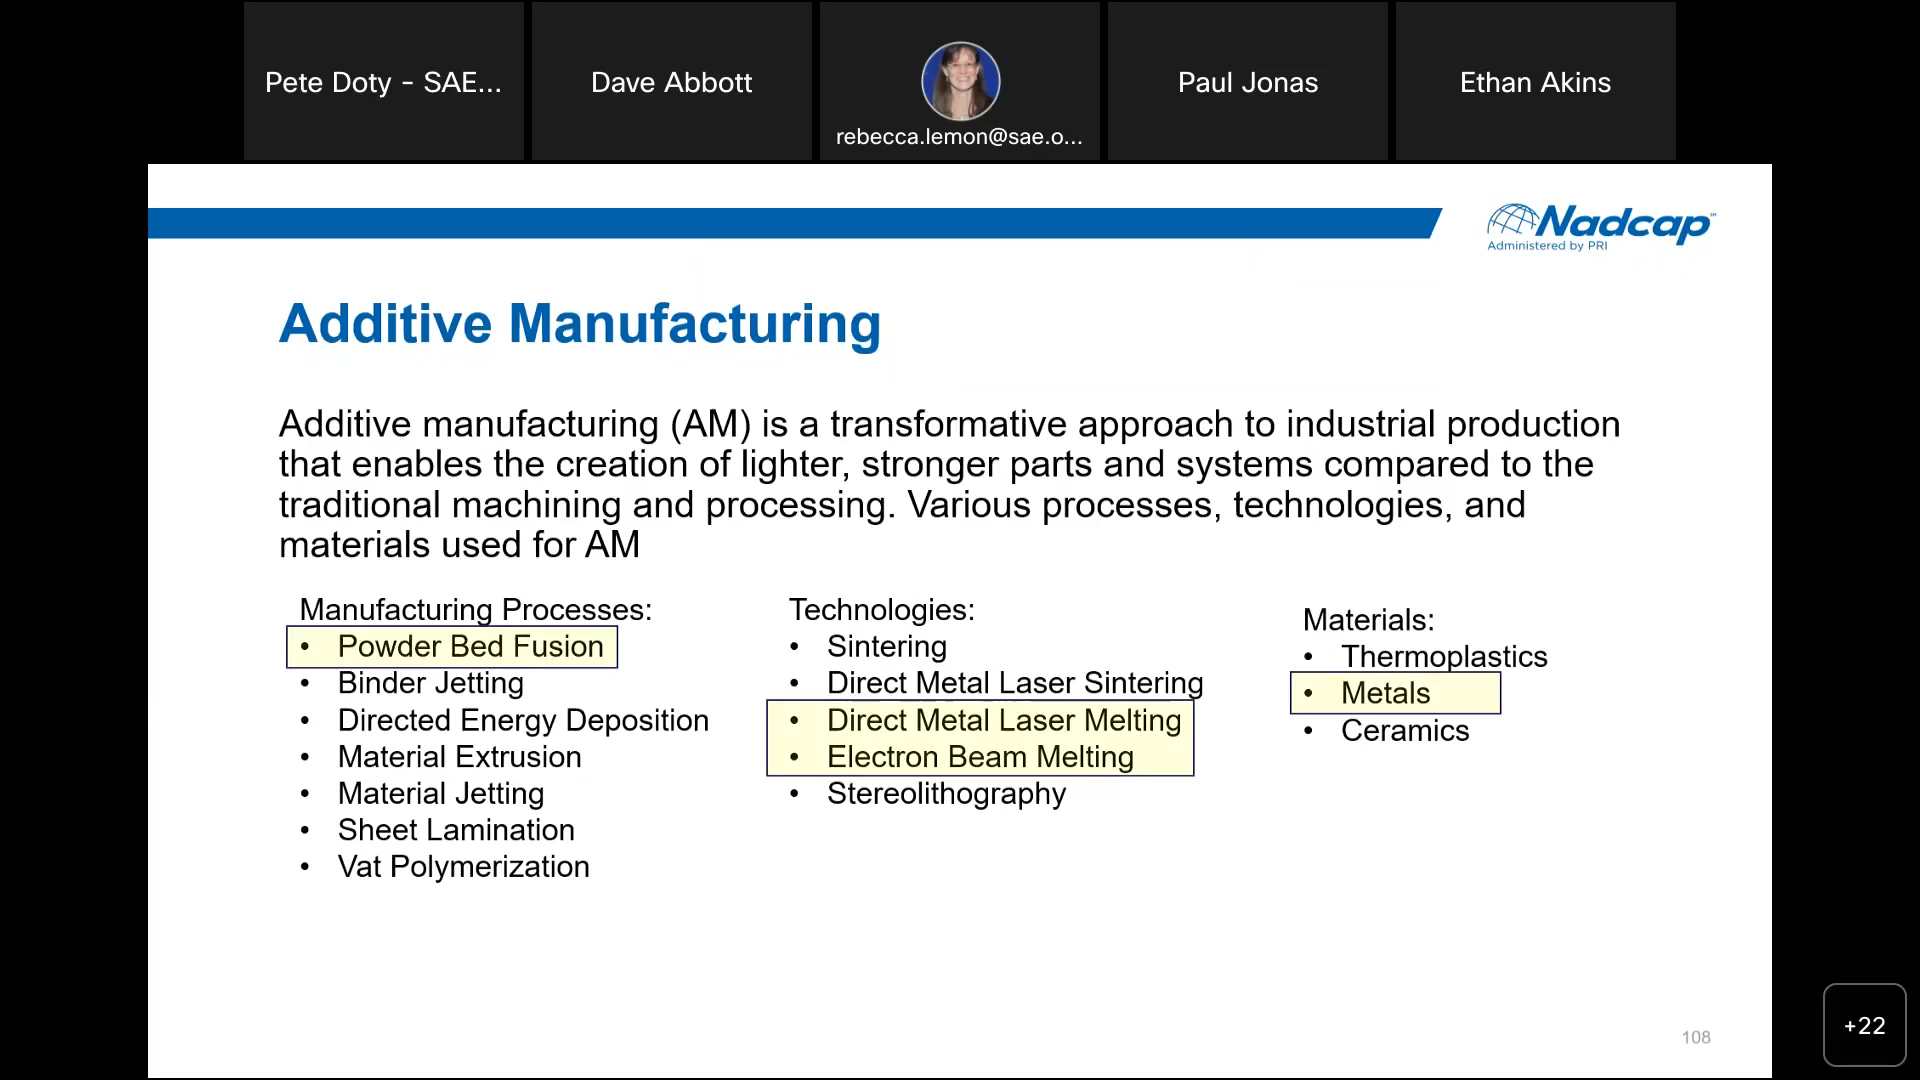 Pete Doty - SAE...
Dave Abbott
rebecca.lemon@sae.o...
Paul Jonas
Ethan Akins
Nadcap℠
Administered by PRI
Additive Manufacturing
Additive manufacturing (AM) is a transformative approach to industrial production
that enables the creation of lighter, stronger parts and systems compared to the
traditional machining and processing. Various processes, technologies, and
materials used for AM
Manufacturing Processes:
• Powder Bed Fusion
• Binder Jetting
• Directed Energy Deposition
• Material Extrusion
• Material Jetting
• Sheet Lamination
• Vat Polymerization
Technologies:
• Sintering
• Direct Metal Laser Sintering
• Direct Metal Laser Melting
• Electron Beam Melting
• Stereolithography
Materials:
• Thermoplastics
• Metals
• Ceramics
108
+22